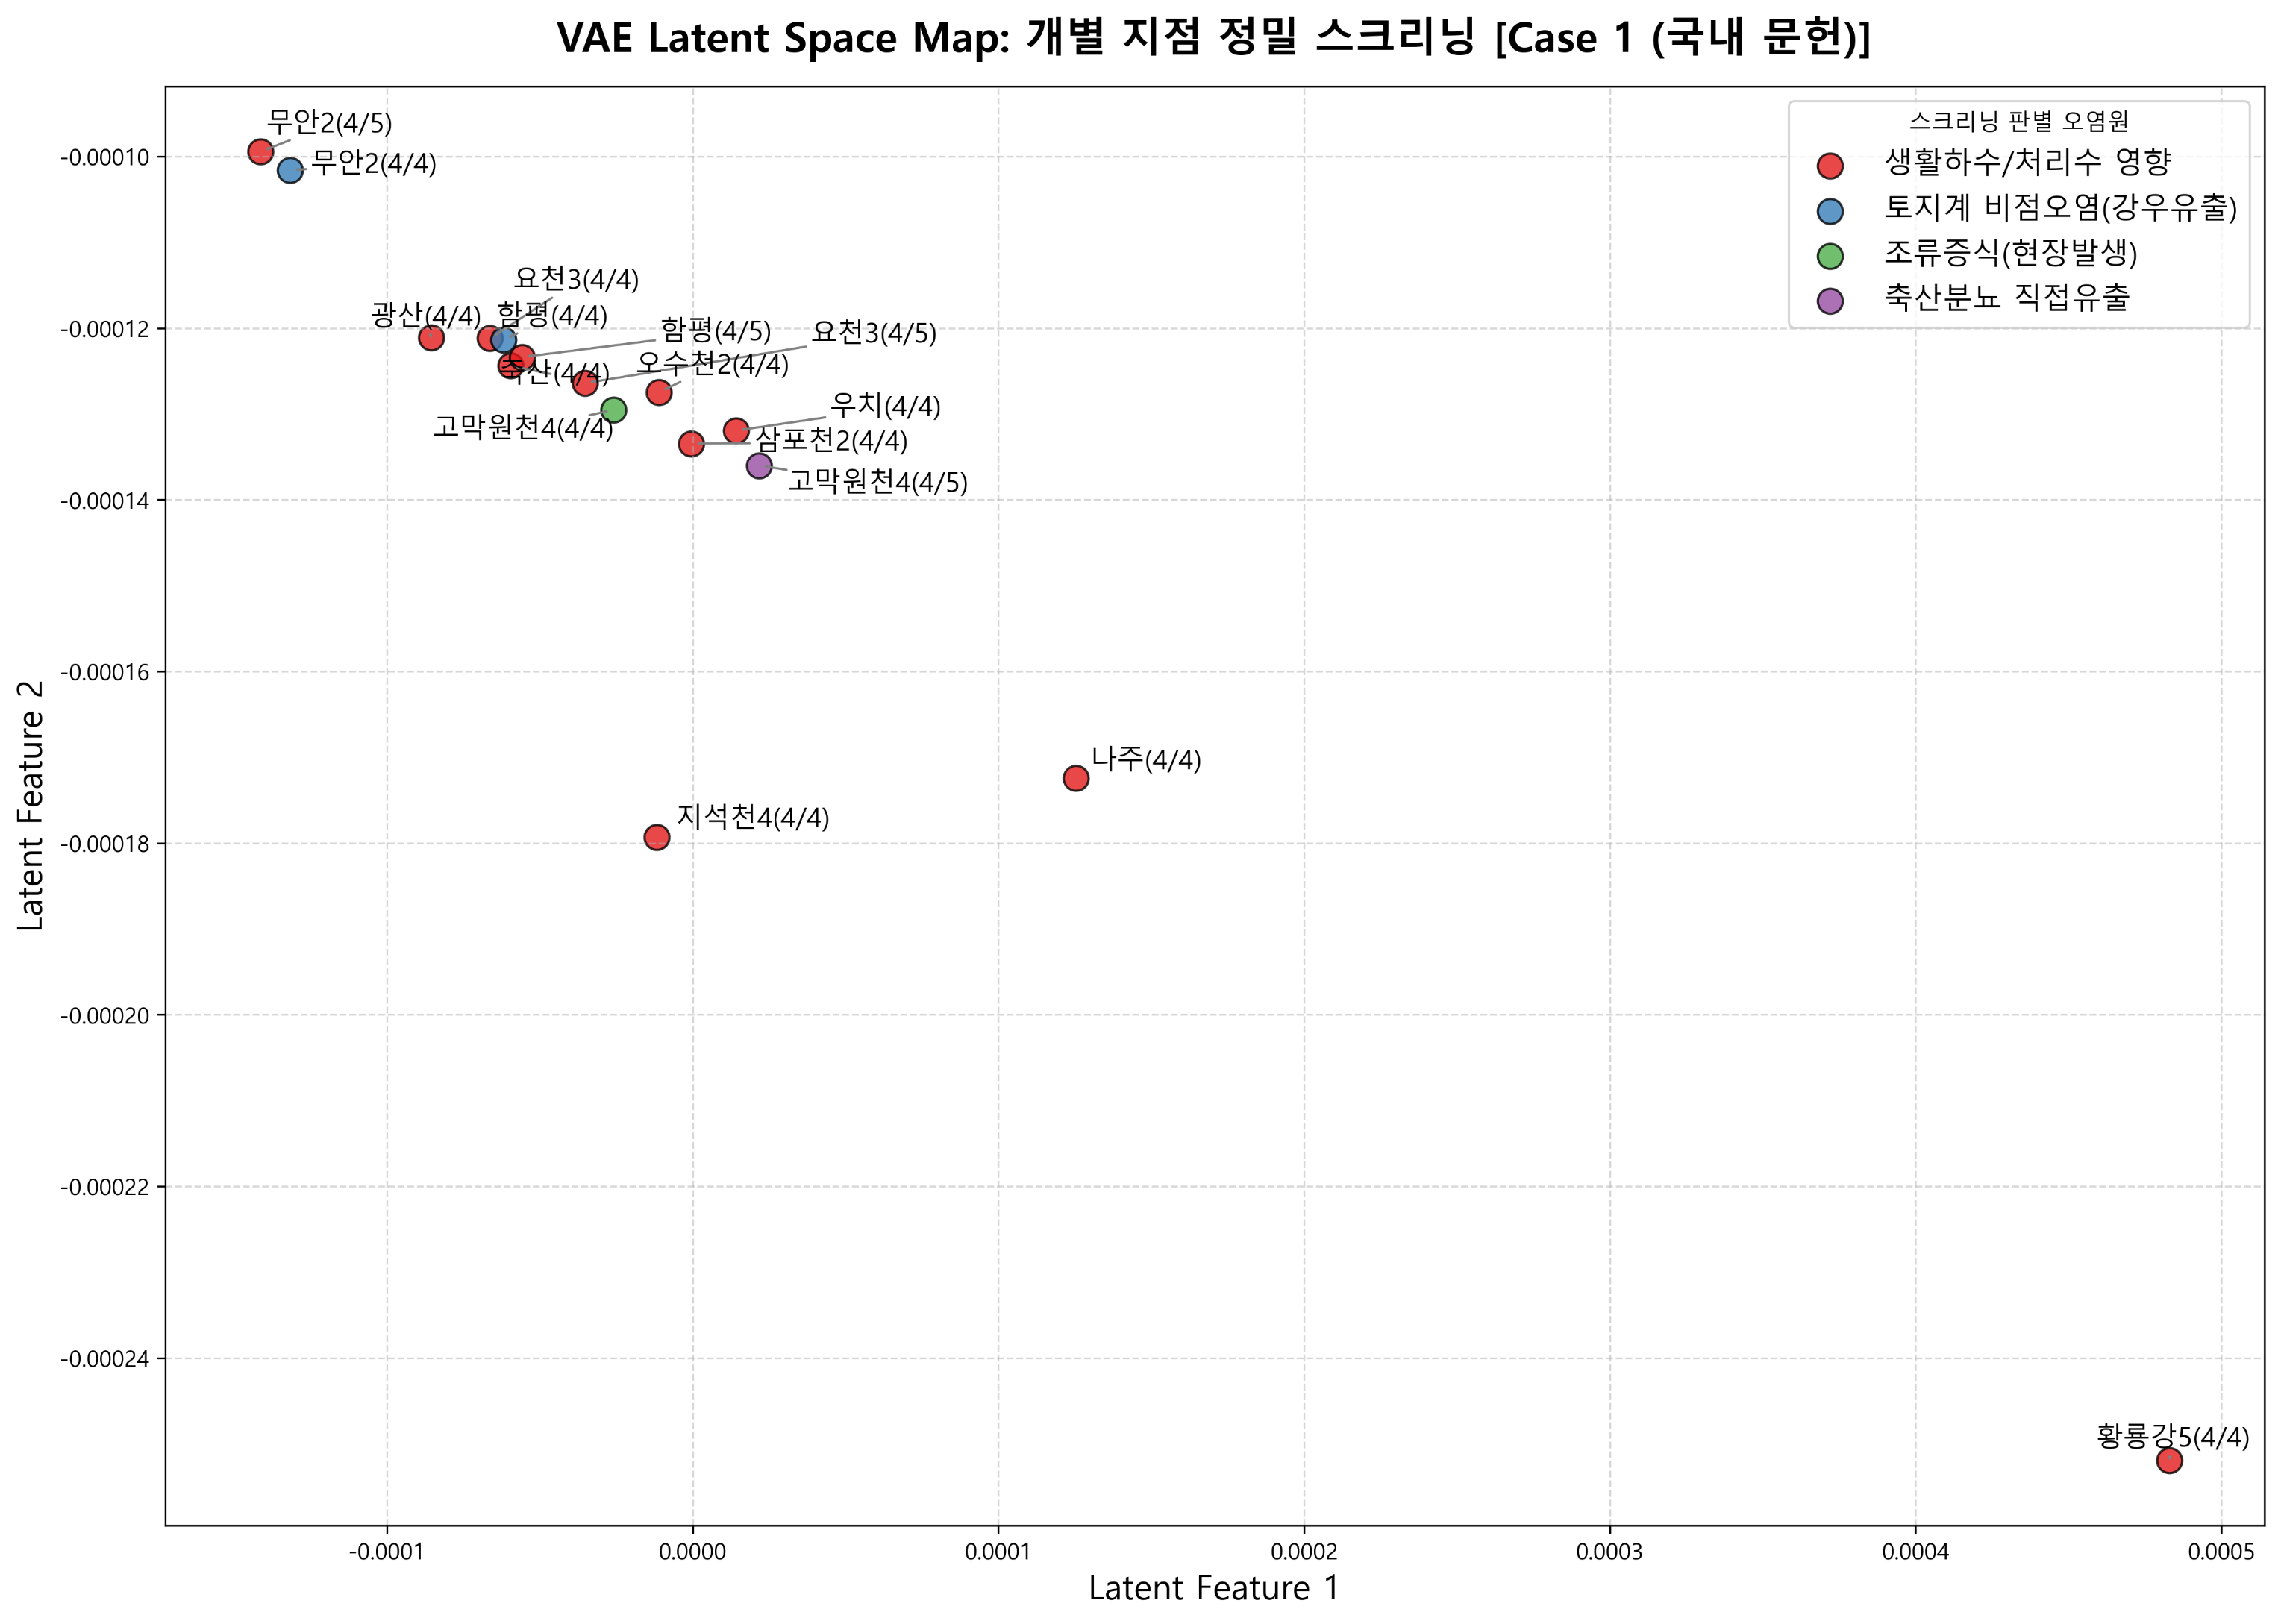 VAE Latent Space Map: 개별 지점 정밀 스크리닝 [Case 1 (국내 문헌)]
스크리닝 판별 오염원
생활하수/처리수 영향
토지계 비점오염(강우유출)
조류증식(현장발생)
축산분뇨 직접유출
무안2(4/5)
무안2(4/4)
요천3(4/4)
광산(4/4)
함평(4/4)
함평(4/5)
요천3(4/5)
오수천2(4/4)
(4/4)
우치(4/4)
고막원천4(4/4)
삼포천2(4/4)
고막원천4(4/5)
나주(4/4)
지석천4(4/4)
황룡강5(4/4)
-0.00010
-0.00012
-0.00014
-0.00016
-0.00018
-0.00020
-0.00022
-0.00024
Latent Feature 2
-0.0001
0.0000
0.0001
0.0002
0.0003
0.0004
0.0005
Latent Feature 1